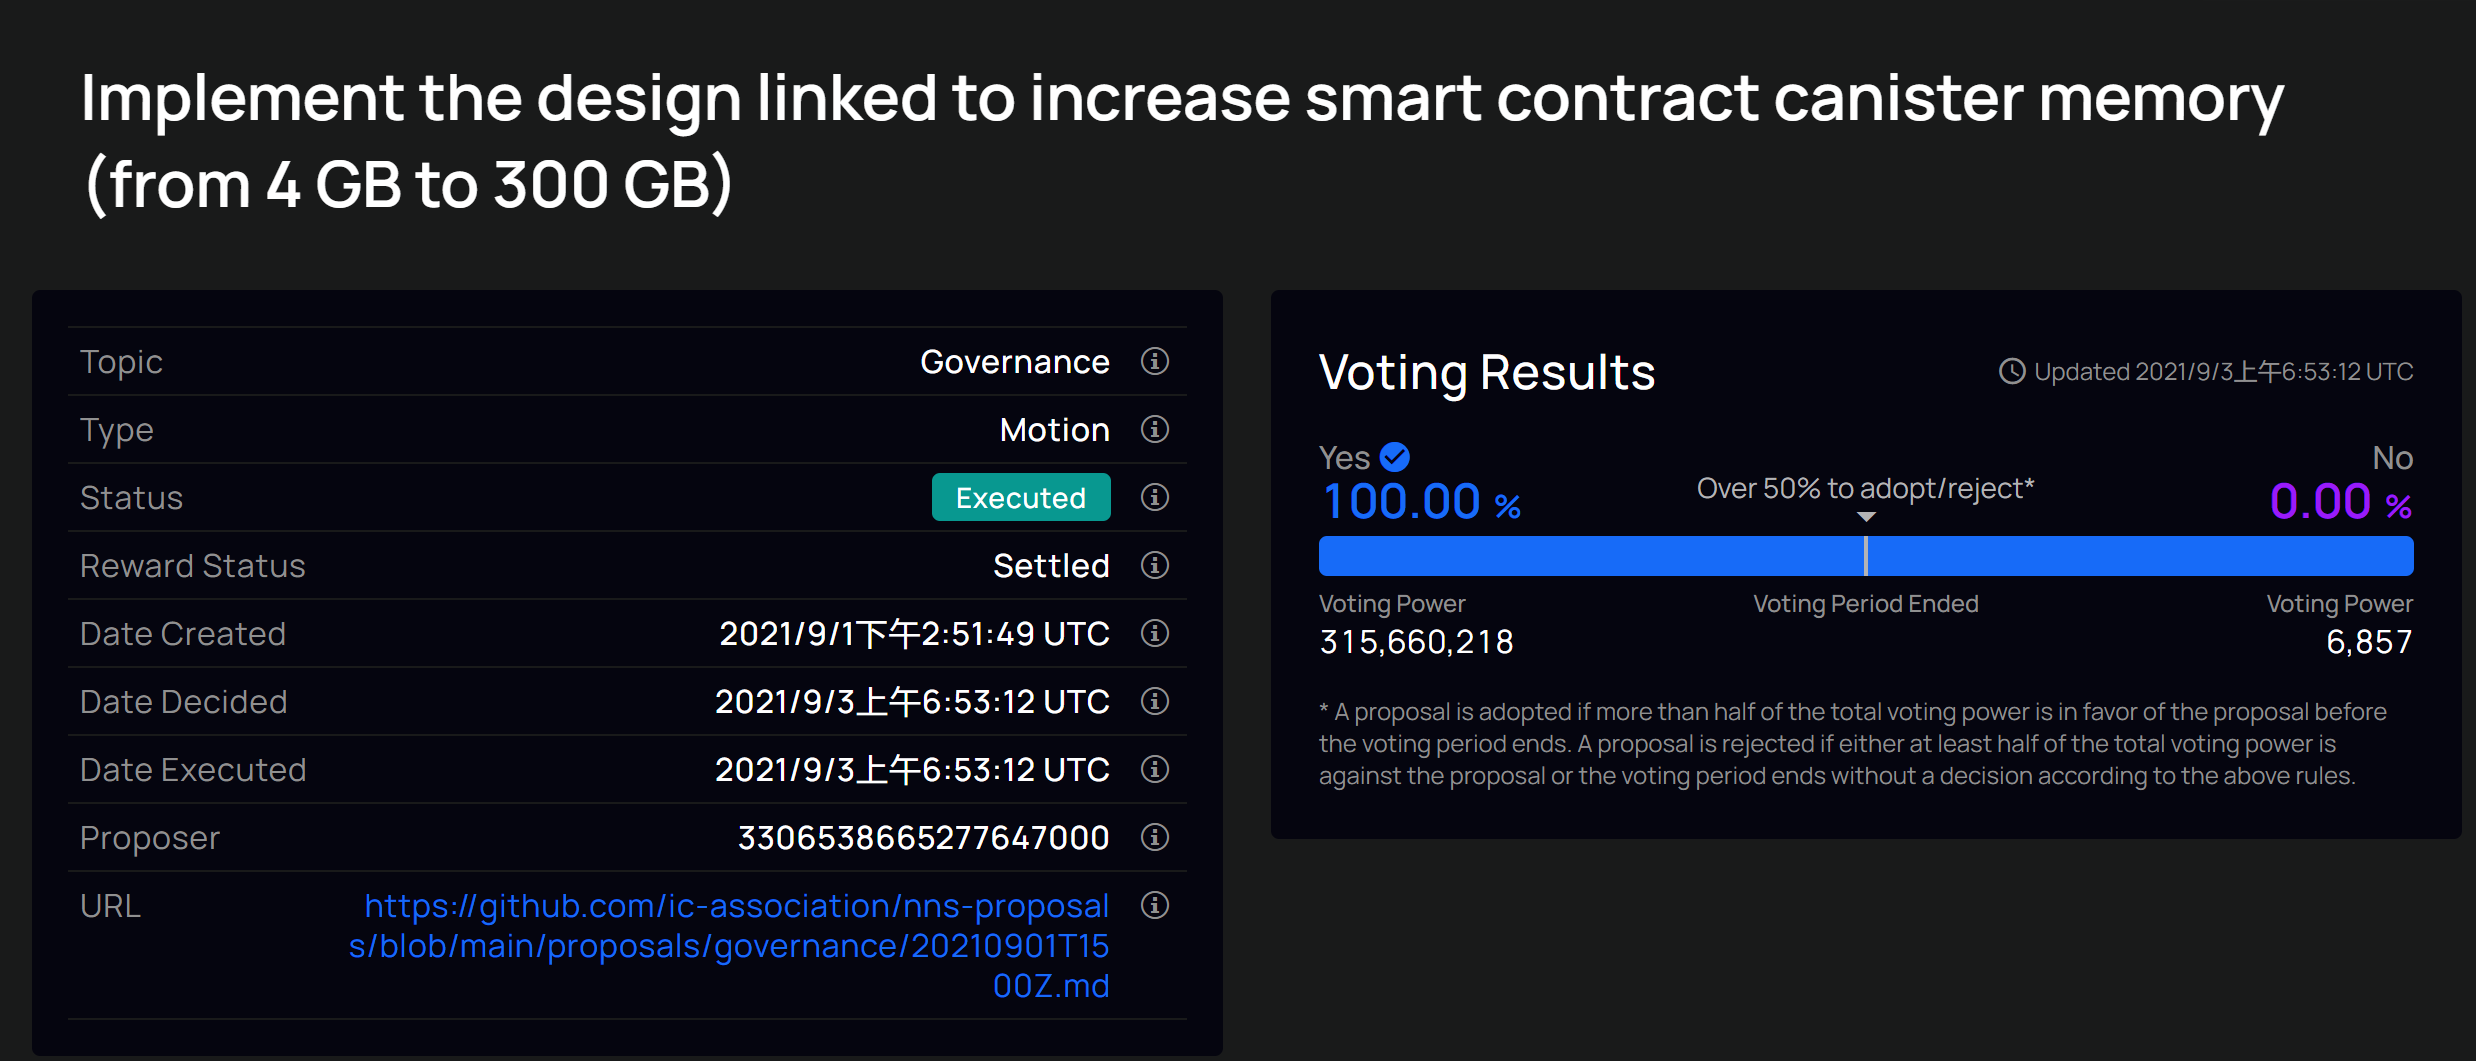 Implement the design linked to increase smart contract canister memory
(from 4 GB to 300 GB)
Topic Governance
Type Motion
Status Executed
Reward Status Settled
Date Created 2021/9/1下午2:51:49 UTC
Date Decided 2021/9/3上午6:53:12 UTC
Date Executed 2021/9/3上午6:53:12 UTC
Proposer 3306538665277647000
URL https://github.com/ic-association/nns-proposal
s/blob/main/proposals/governance/20210901T15
00Z.md
Voting Results Updated 2021/9/3上午6:53:12 UTC
Yes No
100.00 % Over 50% to adopt/reject* 0.00 %
Voting Power Voting Period Ended Voting Power
315,660,218 6,857
* A proposal is adopted if more than half of the total voting power is in favor of the proposal before
the voting period ends. A proposal is rejected if either at least half of the total voting power is
against the proposal or the voting period ends without a decision according to the above rules.